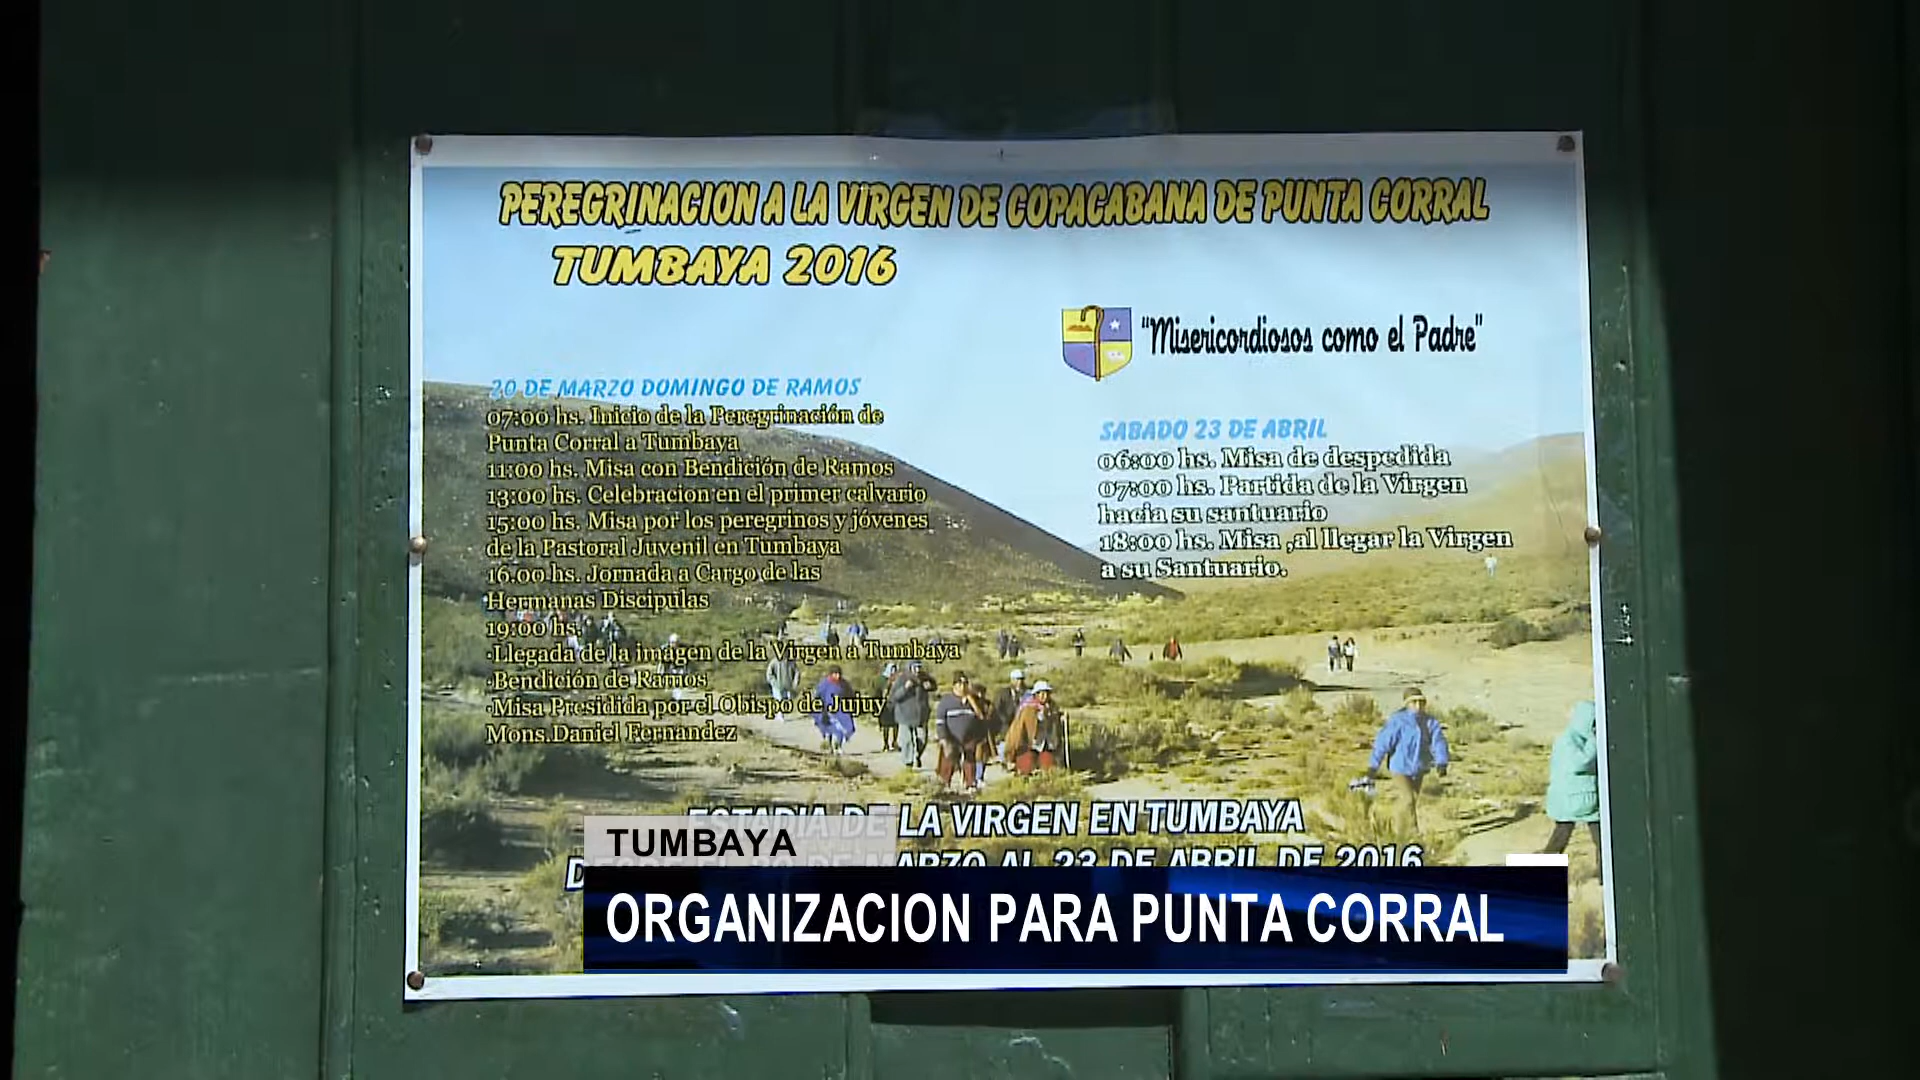 PEREGRINACION A LA VIRGEN DE COPACABANA DE PUNTA CORRAL
TUMBAYA 2016
"Misericordiosos como el Padre"
20 DE MARZO DOMINGO DE RAMOS
07:00 hs. Inicio de la Peregrinación de
Punta Corral a Tumbaya
11:00 hs. Misa con Bendición de Ramos
13:00 hs. Celebracion en el primer calvario
15:00 hs. Misa por los peregrinos y jóvenes
de la Pastoral Juvenil en Tumbaya
16.00 hs. Jornada a Cargo de las
Hermanas Discipulas
19:00 hs.
·Llegada de la imagen de la Virgen a Tumbaya
·Bendición de Ramos
·Misa Presidida por el Obispo de Jujuy
Mons.Daniel Fernandez
SABADO 23 DE ABRIL
06:00 hs. Misa de despedida
07:00 hs. Partida de la Virgen
hacia su santuario
18:00 hs. Misa ,al llegar la Virgen
a su Santuario.
ESTADIA DE LA VIRGEN EN TUMBAYA
MARZO AL 23 DE ABRIL DE 2016
TUMBAYA
ORGANIZACION PARA PUNTA CORRAL